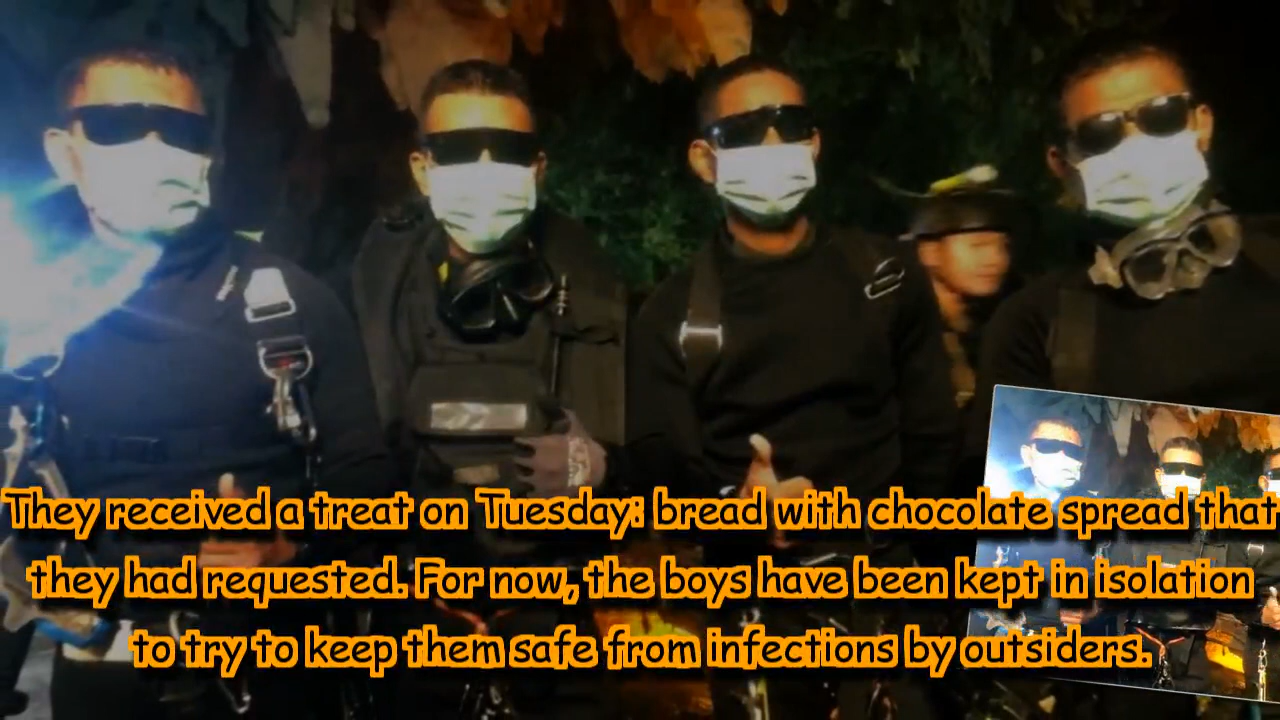 They received a treat on Tuesday: bread with chocolate spread that
they had requested. For now, the boys have been kept in isolation
to try to keep them safe from infections by outsiders.